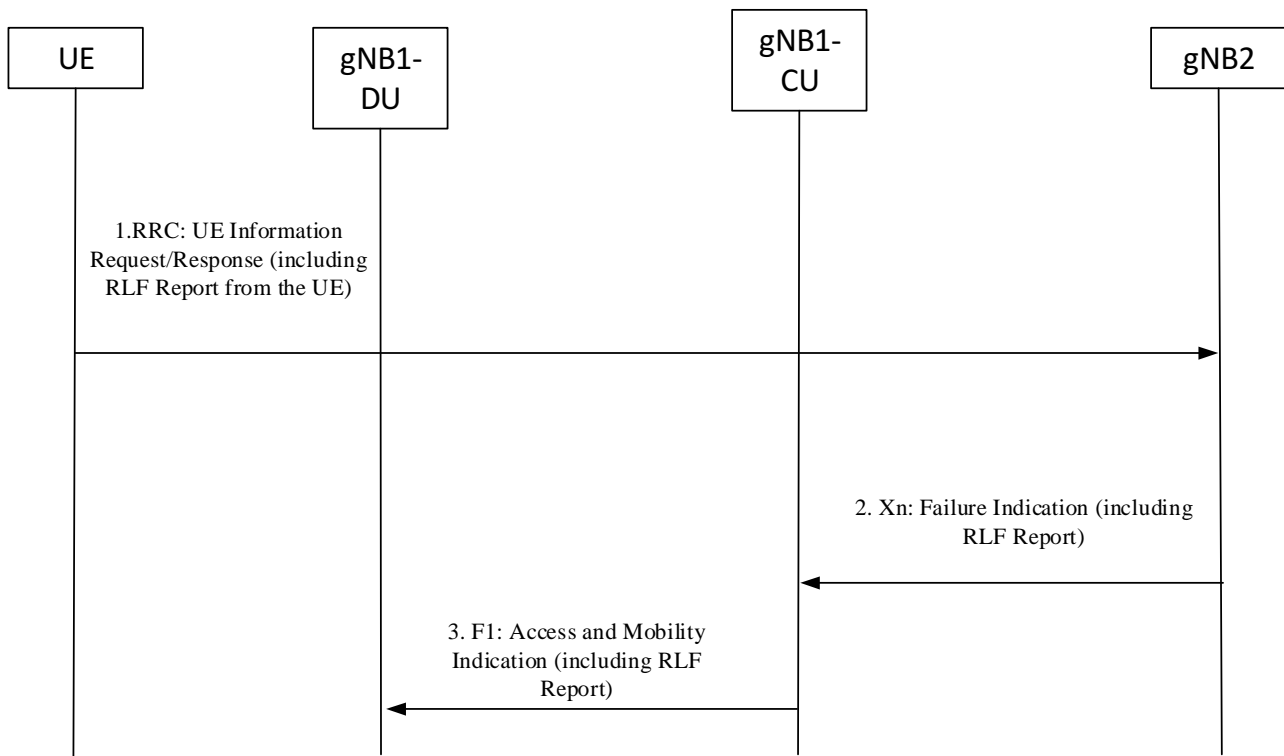 UE
gNB1-
DU
gNB1-
CU
gNB2
1.RRC: UE Information
Request/Response (including
RLF Report from the UE)
2. Xn: Failure Indication (including
RLF Report)
3. F1: Access and Mobility
Indication (including RLF
Report)